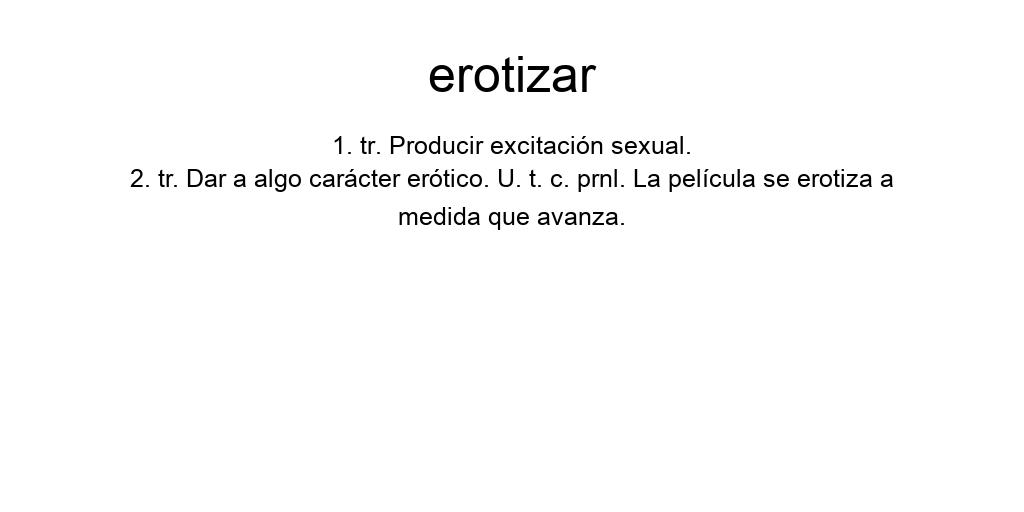 erotizar
1. tr. Producir excitación sexual.
2. tr. Dar a algo carácter erótico. U. t. c. prnl. La película se erotiza a
medida que avanza.